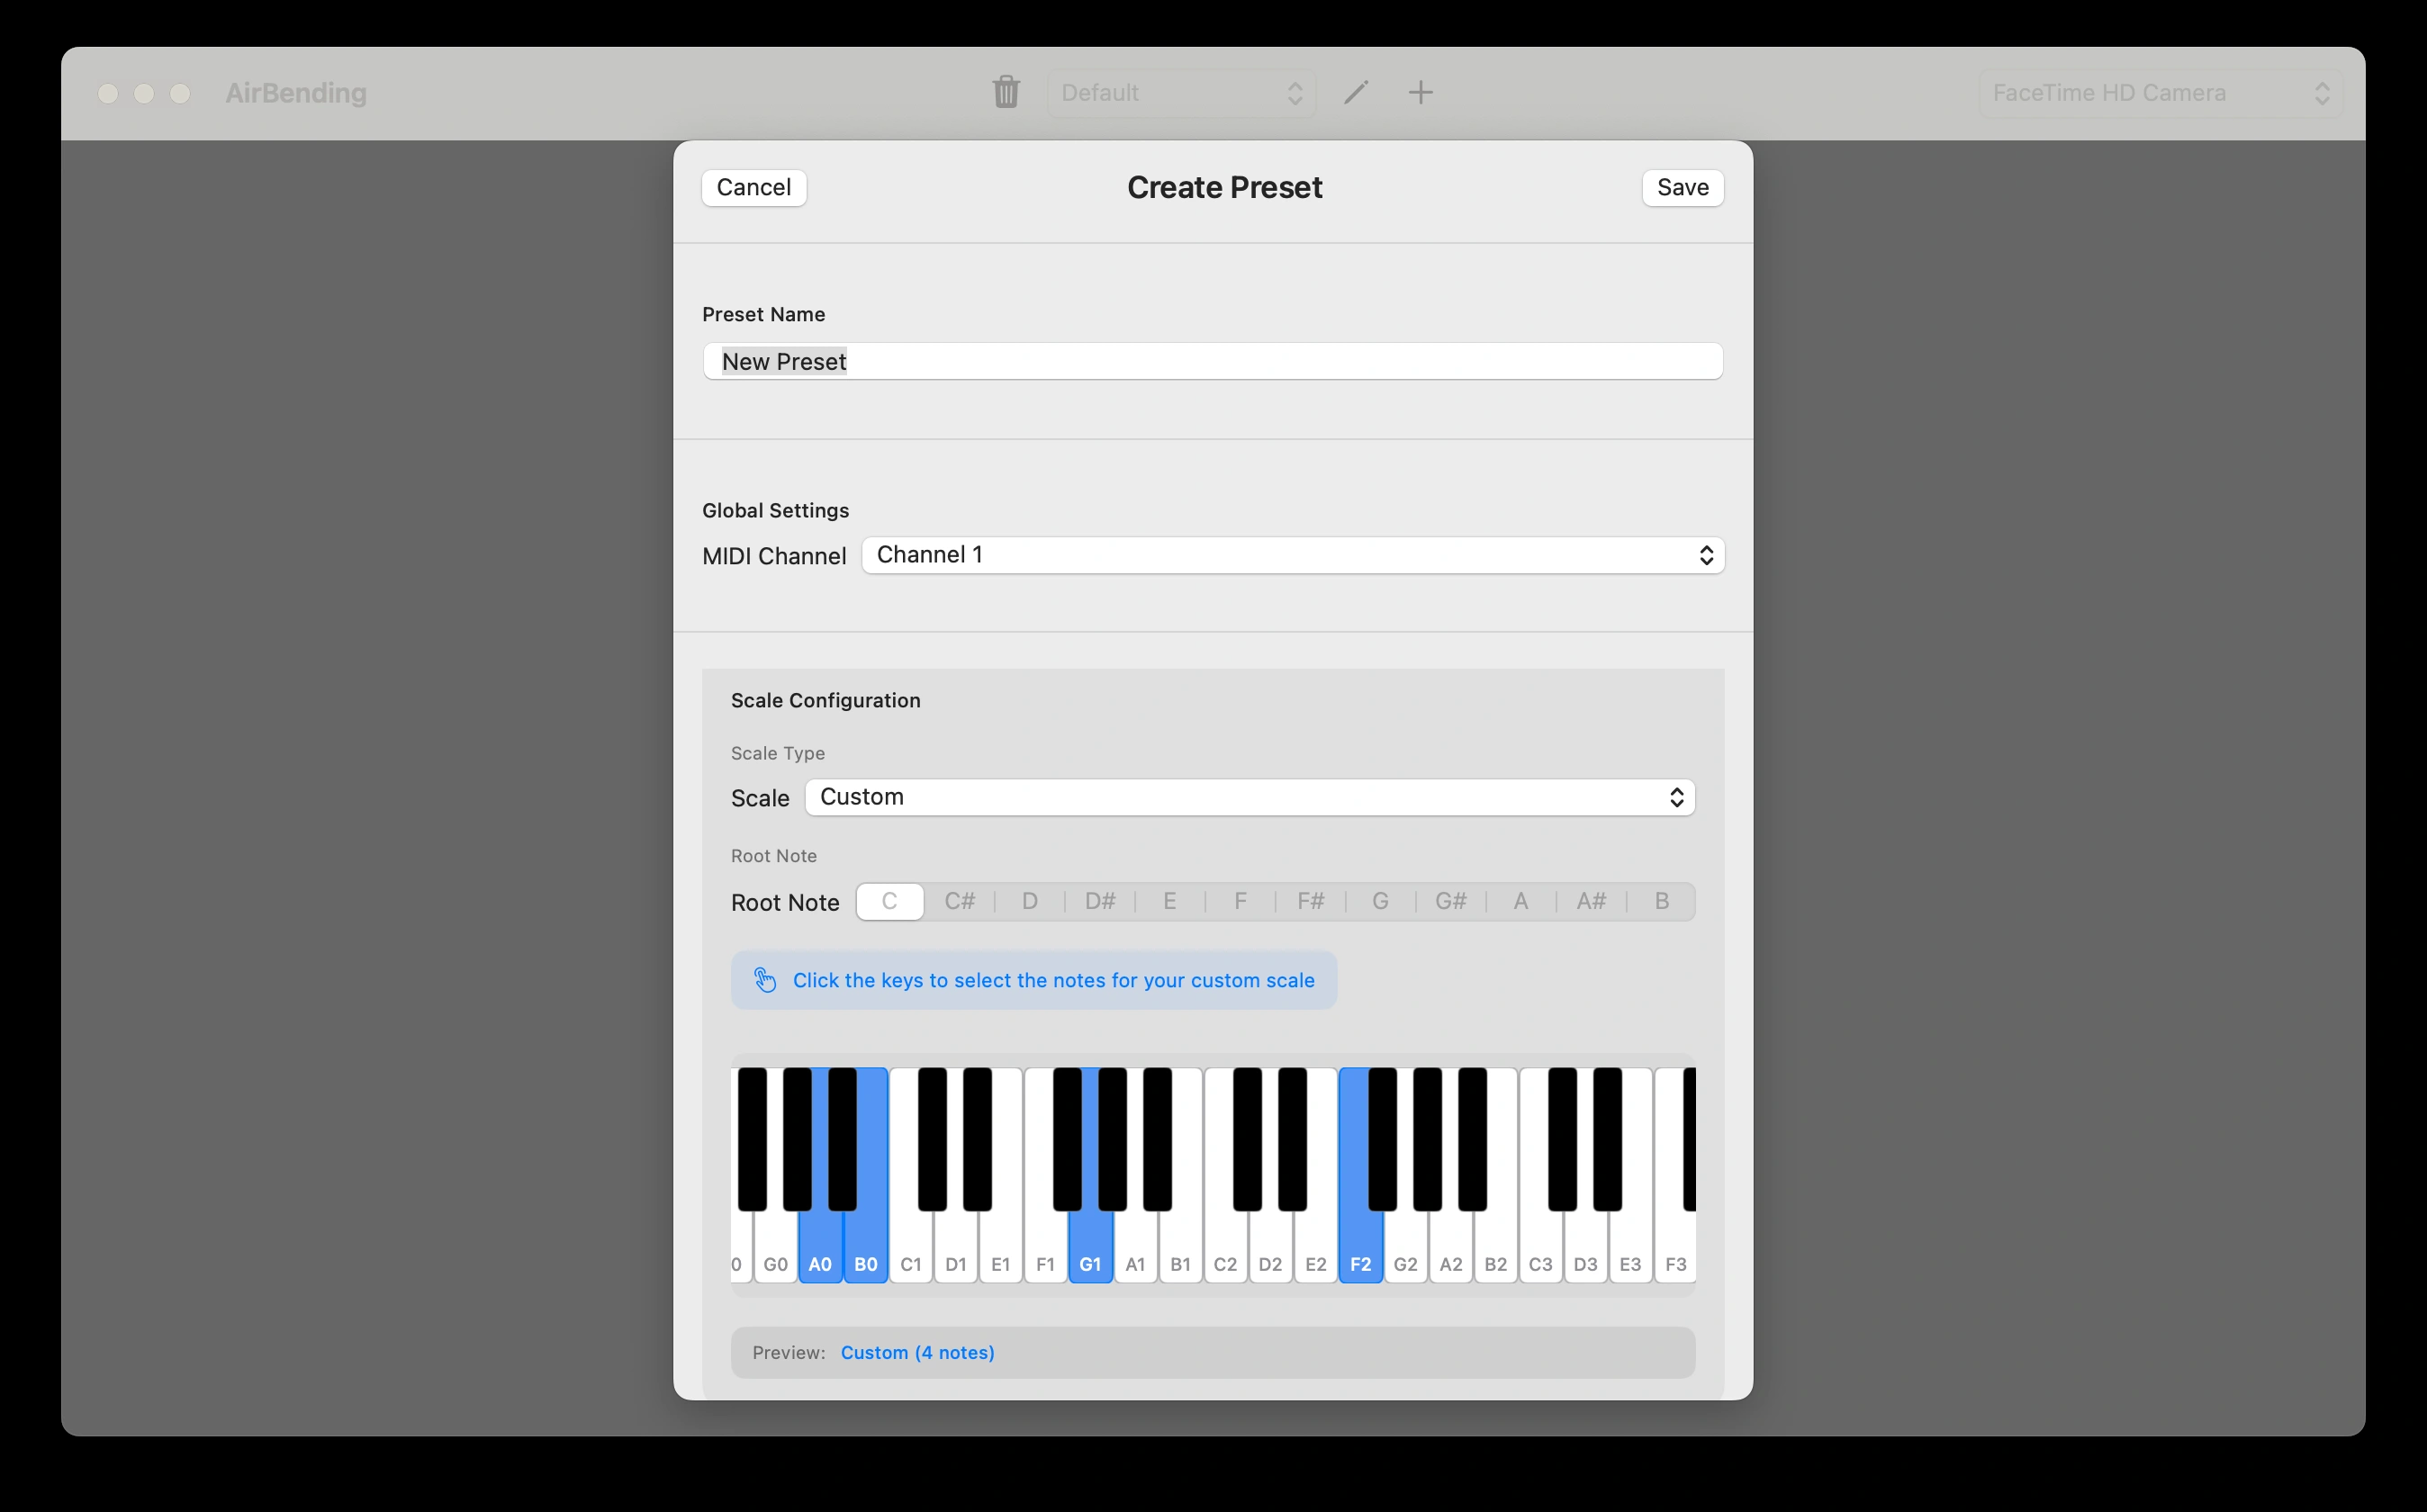 AirBending
Default
FaceTime HD Camera
Cancel
Create Preset
Save
Preset Name
New Preset
Global Settings
MIDI Channel Channel 1
Scale Configuration
Scale Type
Scale Custom
Root Note
Root Note C C# D D# E F F# G G# A A# B
Click the keys to select the notes for your custom scale
0 G0 A0 B0 C1 D1 E1 F1 G1 A1 B1 C2 D2 E2 F2 G2 A2 B2 C3 D3 E3 F3
Preview: Custom (4 notes)